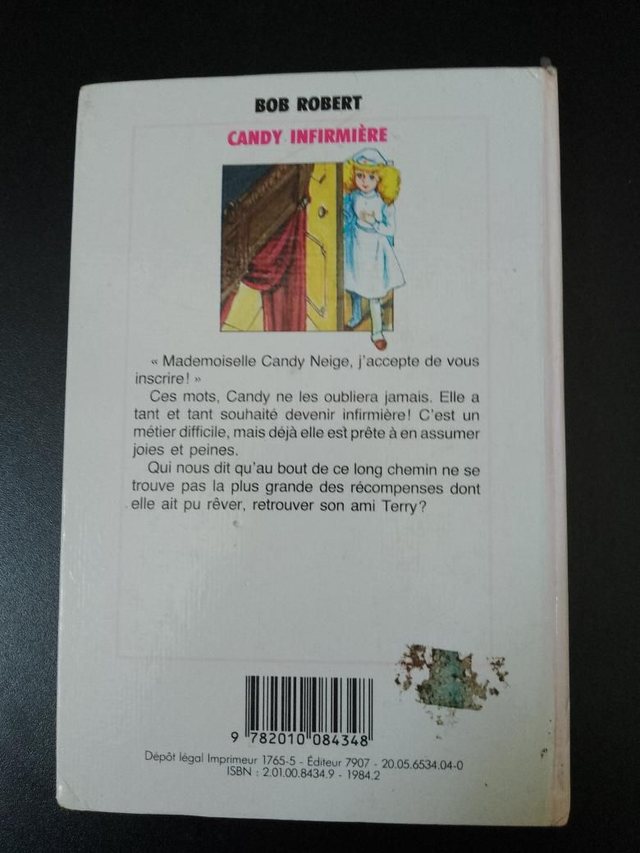 BOB ROBERT
CANDY INFIRMIÈRE
« Mademoiselle Candy Neige, j'accepte de vous
inscrire! »
Ces mots, Candy ne les oubliera jamais. Elle a
tant et tant souhaité devenir infirmière! C'est un
métier difficile, mais déjà elle est prête à en assumer
joies et peines.
Qui nous dit qu'au bout de ce long chemin ne se
trouve pas la plus grande des récompenses dont
elle ait pu rêver, retrouver son ami Terry?
9 782010 084348
Dépôt légal Imprimeur 1765-5 - Éditeur 7907 - 20.05.6534.04-0
ISBN : 2.01.00.8434.9 - 1984.2